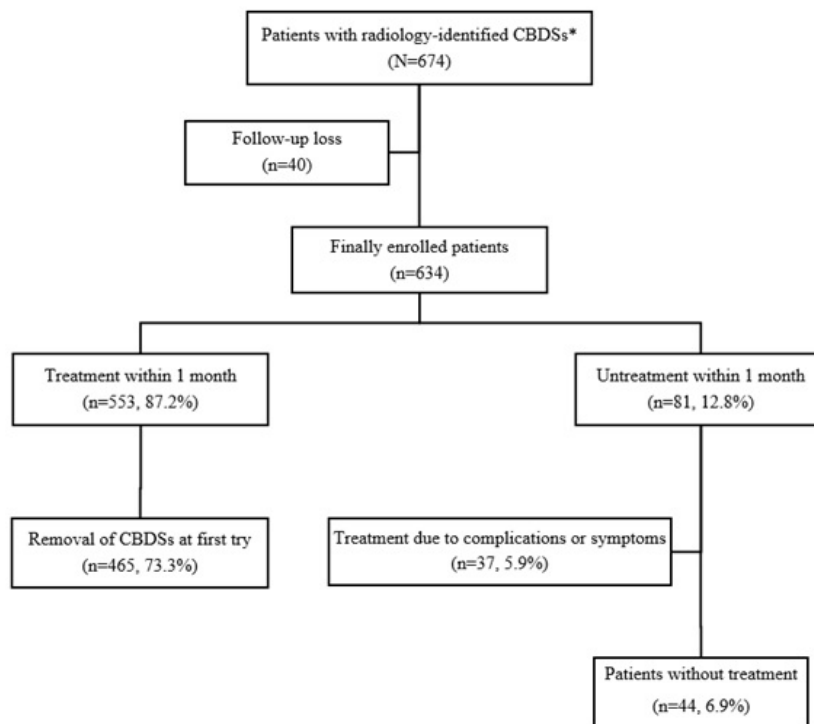 Patients with radiology-identified CBDSs*
(N=674)
Follow-up loss
(n=40)
Finally enrolled patients
(n=634)
Treatment within 1 month
(n=553, 87.2%)
Untreatment within 1 month
(n=81, 12.8%)
Removal of CBDSs at first try
(n=465, 73.3%)
Treatment due to complications or symptoms
(n=37, 5.9%)
Patients without treatment
(n=44, 6.9%)